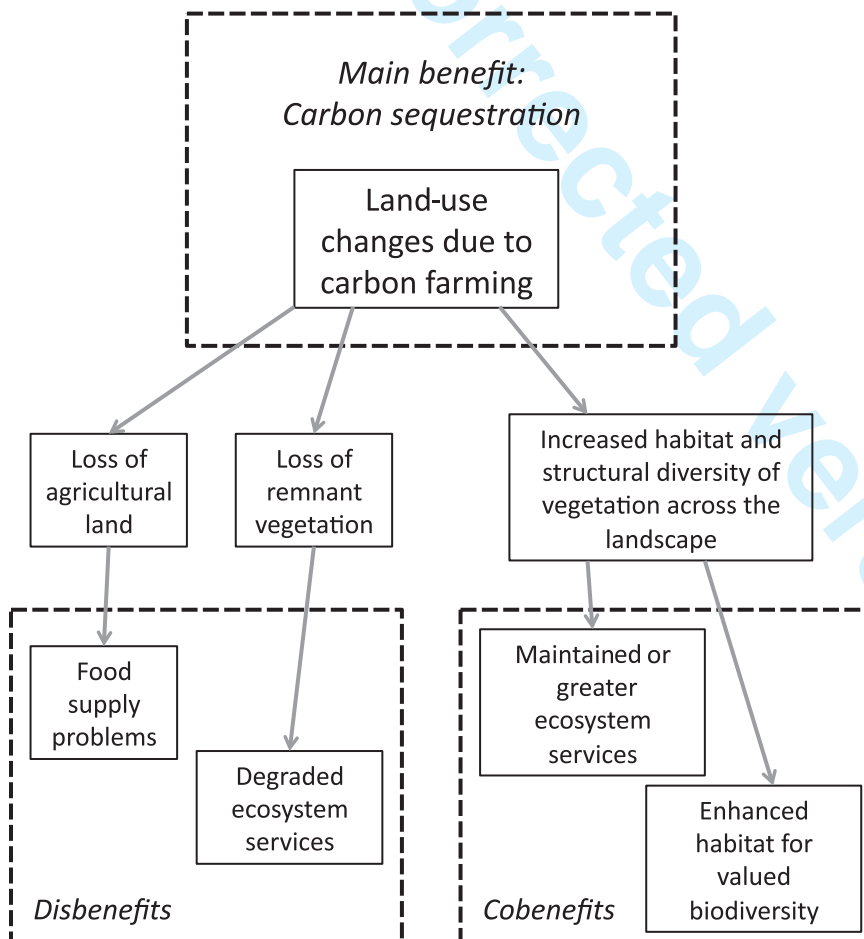 Main benefit:
Carbon sequestration
Land-use
changes due to
carbon farming
Loss of
agricultural
land
Loss of
remnant
vegetation
Increased habitat and
structural diversity of
vegetation across the
landscape
Food
supply
problems
Degraded
ecosystem
services
Disbenefits
Maintained or
greater
ecosystem
services
Enhanced
habitat for
valued
biodiversity
Cobenefits